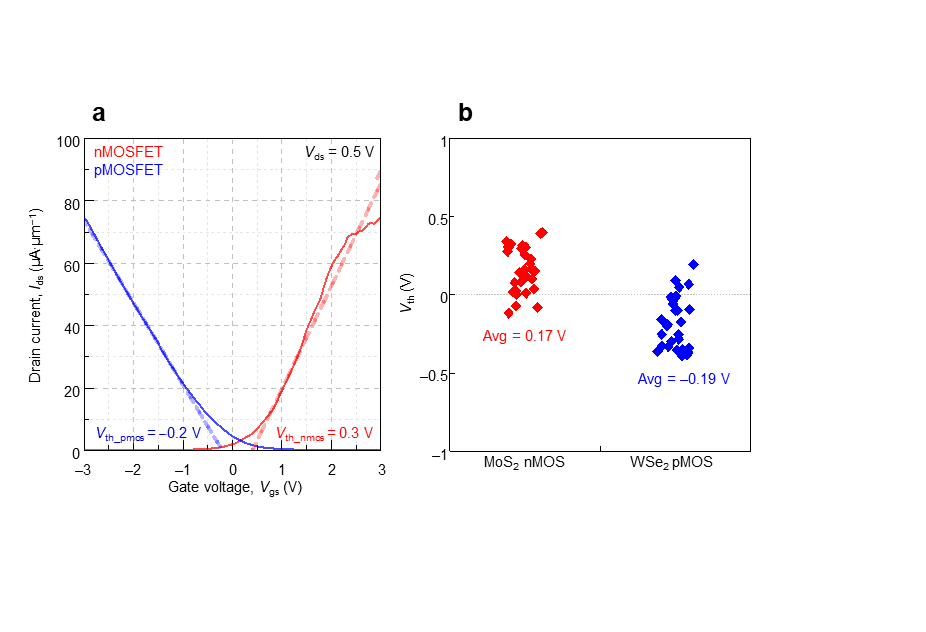 a
100
80
60
40
20
0
Drain current, Ids (µA µm⁻¹)
nMOSFET
pMOSFET
Vds = 0.5 V
Vth_pmos = –0.2 V
Vth_nmos = 0.3 V
–3 –2 –1 0 1 2 3
Gate voltage, Vgs (V)
b
1
0.5
0
–0.5
–1
Vth (V)
Avg = 0.17 V
Avg = –0.19 V
MoS₂ nMOS WSe₂ pMOS